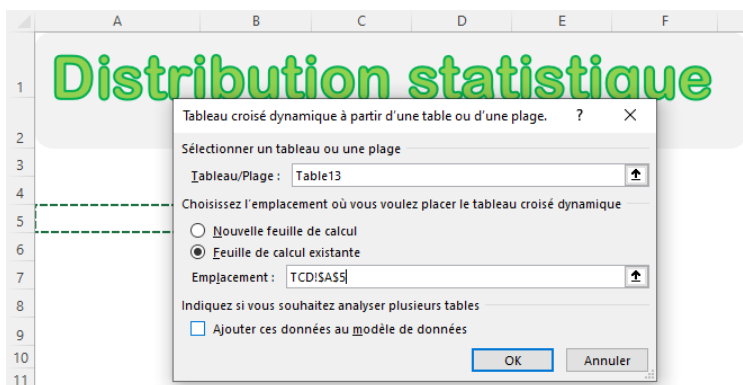 A B C D E F
1 Distribution statistique
Tableau croisé dynamique à partir d'une table ou d'une plage. ? ×
2
Sélectionner un tableau ou une plage
3
Tableau/Plage : Table13
4
Choisissez l'emplacement où vous voulez placer le tableau croisé dynamique
5
Nouvelle feuille de calcul
6
Feuille de calcul existante
7
Emplacement : TCD!$A$5
8
Indiquez si vous souhaitez analyser plusieurs tables
9
Ajouter ces données au modèle de données
10
OK Annuler
11